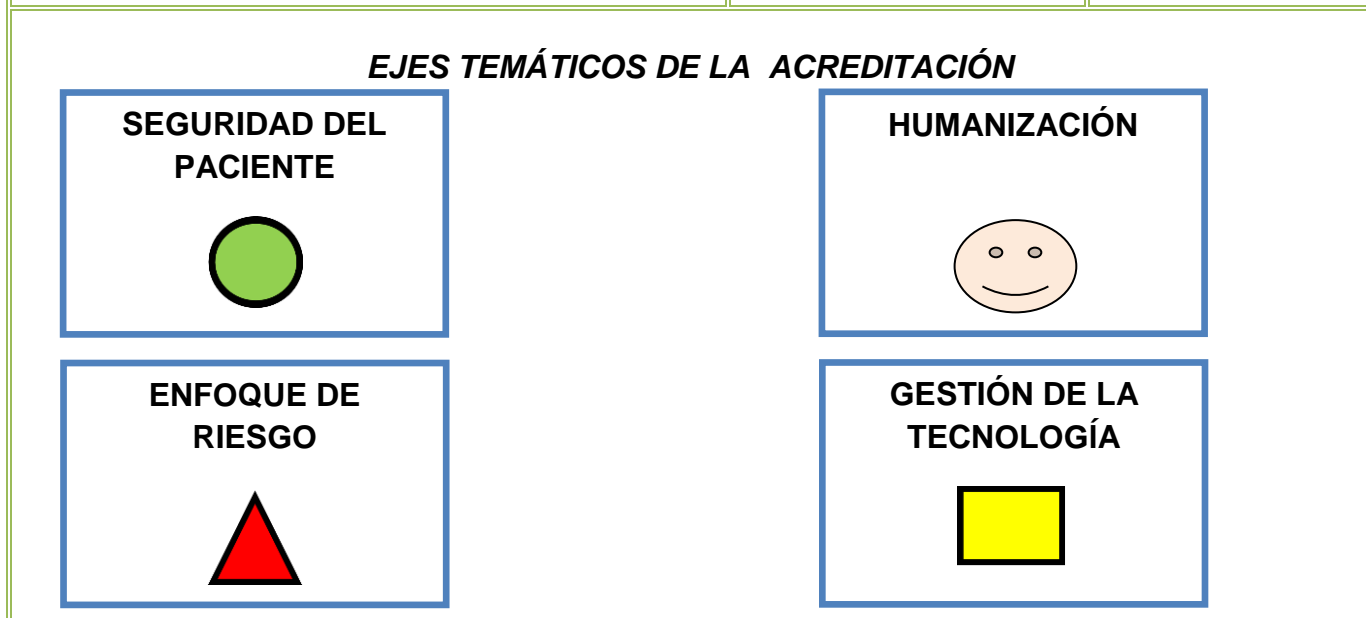 EJES TEMÁTICOS DE LA ACREDITACIÓN
SEGURIDAD DEL
PACIENTE
HUMANIZACIÓN
ENFOQUE DE
RIESGO
GESTIÓN DE LA
TECNOLOGÍA